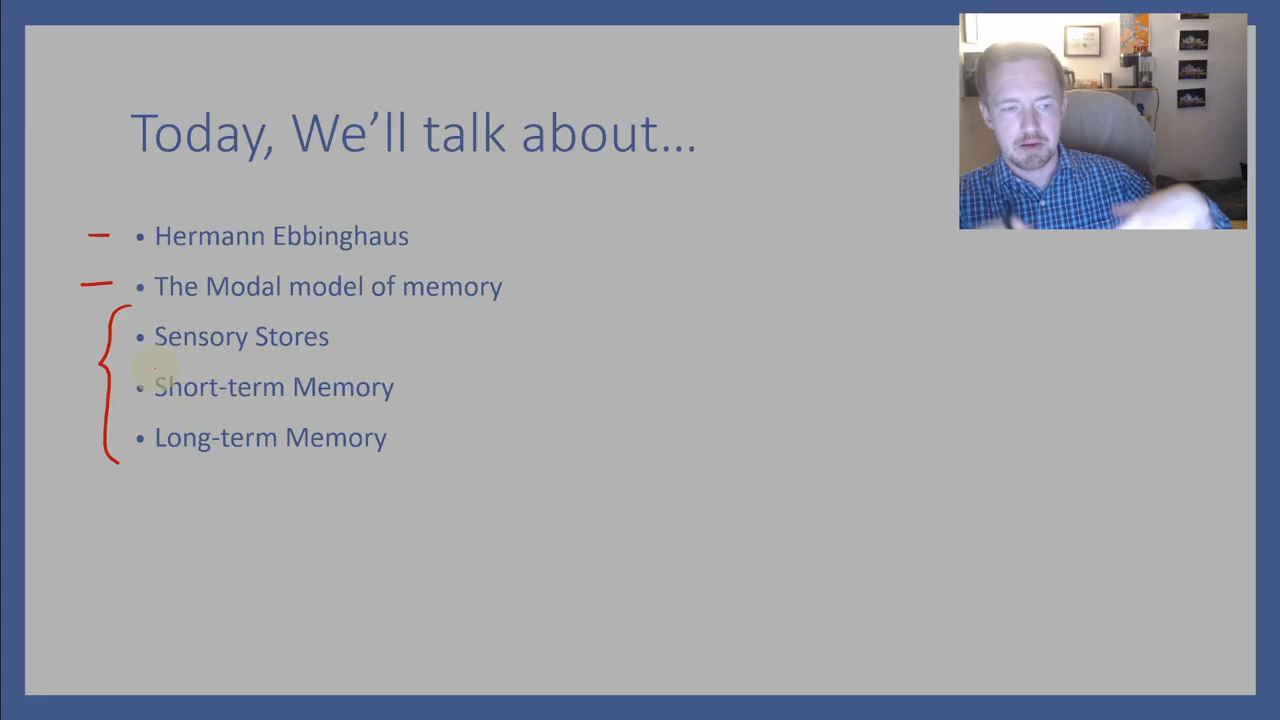 Today, We'll talk about...
• Hermann Ebbinghaus
• The Modal model of memory
• Sensory Stores
• Short-term Memory
• Long-term Memory
TAPE